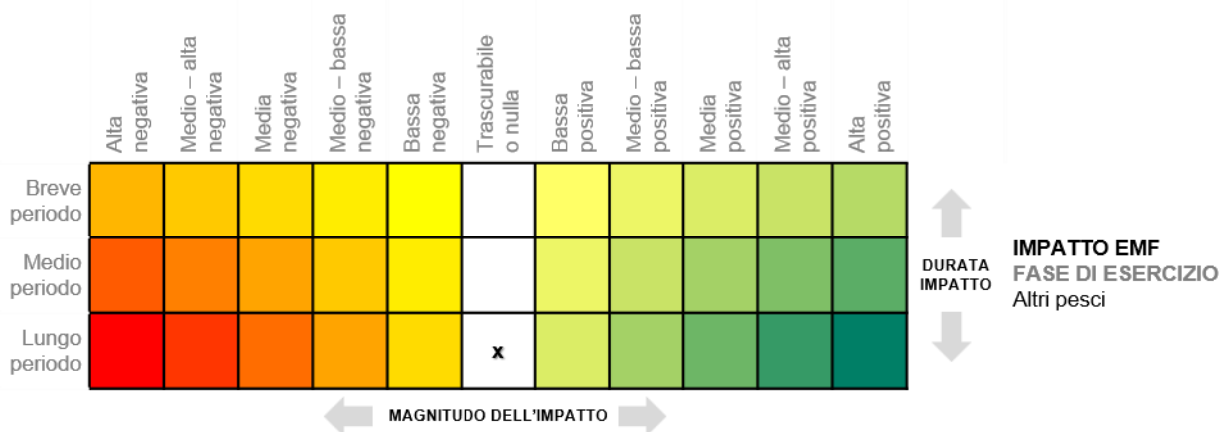 Alta
negativa
Medio – alta
negativa
Media
negativa
Medio – bassa
negativa
Bassa
negativa
Trascurabile
o nulla
Bassa
positiva
Medio – bassa
positiva
Media
positiva
Medio – alta
positiva
Alta
positiva
Breve
periodo
Medio
periodo
Lungo
periodo
x
DURATA
IMPATTO
IMPATTO EMF
FASE DI ESERCIZIO
Altri pesci
MAGNITUDO DELL'IMPATTO